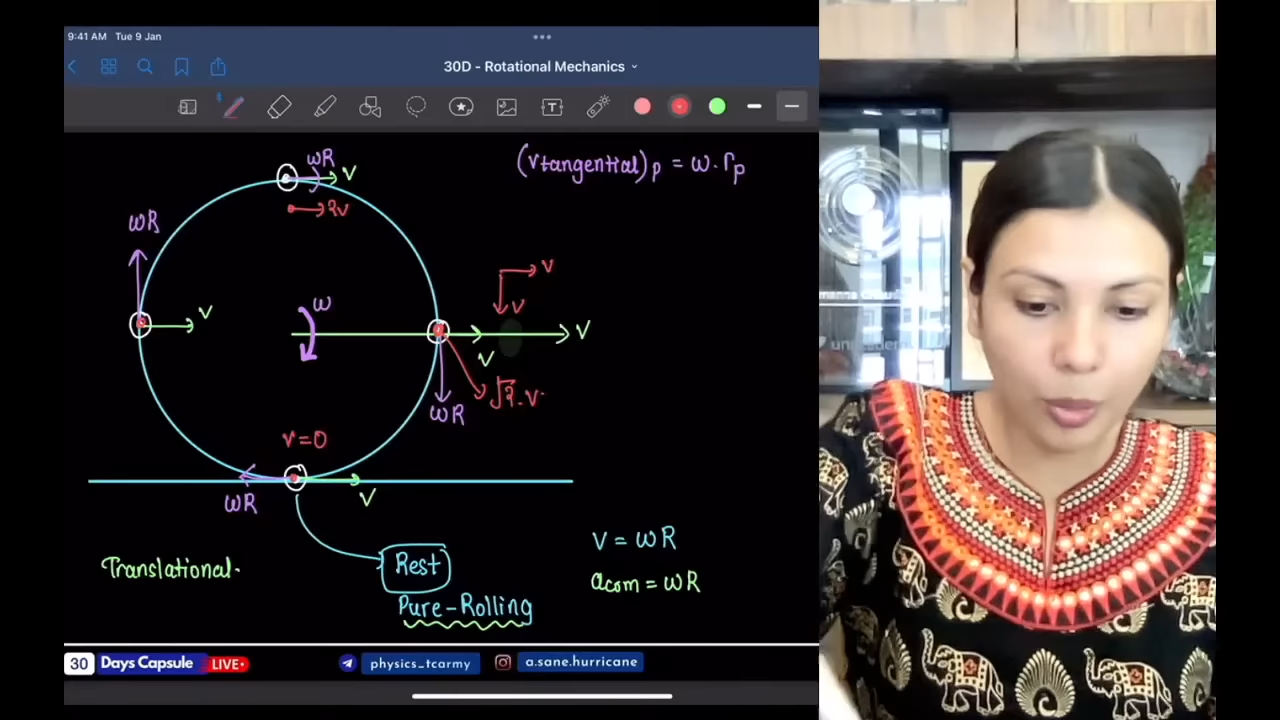 9:41 AM Tue 9 Jan
30D - Rotational Mechanics
ωR
v
2v
(vtangential)p = ω.rp
ωR
v
v
v
ω
v
v
ωR
√2.v.
v=0
ωR
v
v = ωR
Translational.
Rest
acom = ωR
Pure-Rolling
30 Days Capsule LIVE
physics_tcarmy
a.sane.hurricane